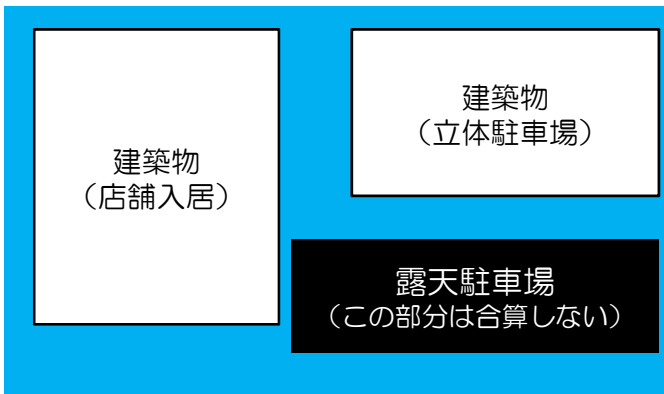 建築物
（店舗入居）
建築物
（立体駐車場）
露天駐車場
（この部分は合算しない）